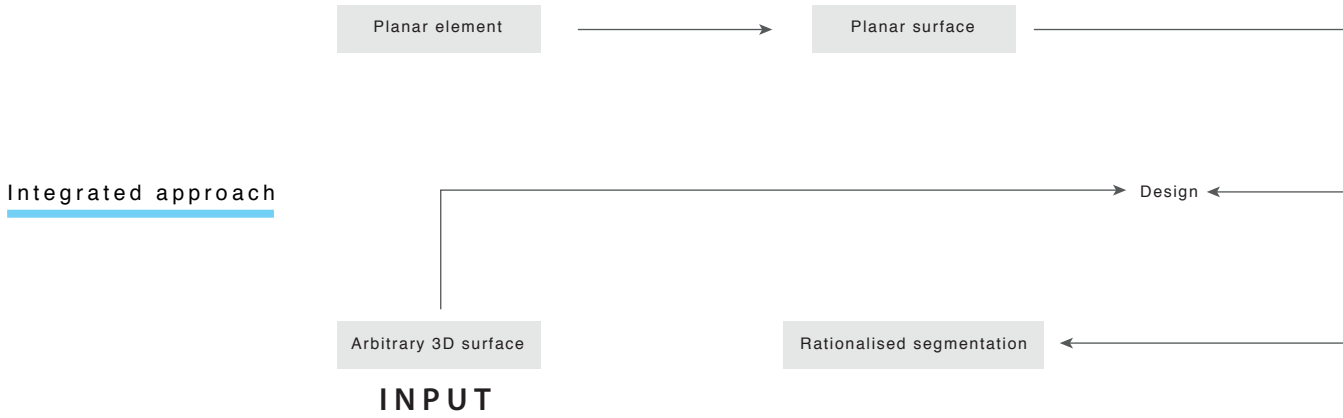 Planar element
Planar surface
Integrated approach
Design
Arbitrary 3D surface
Rationalised segmentation
INPUT